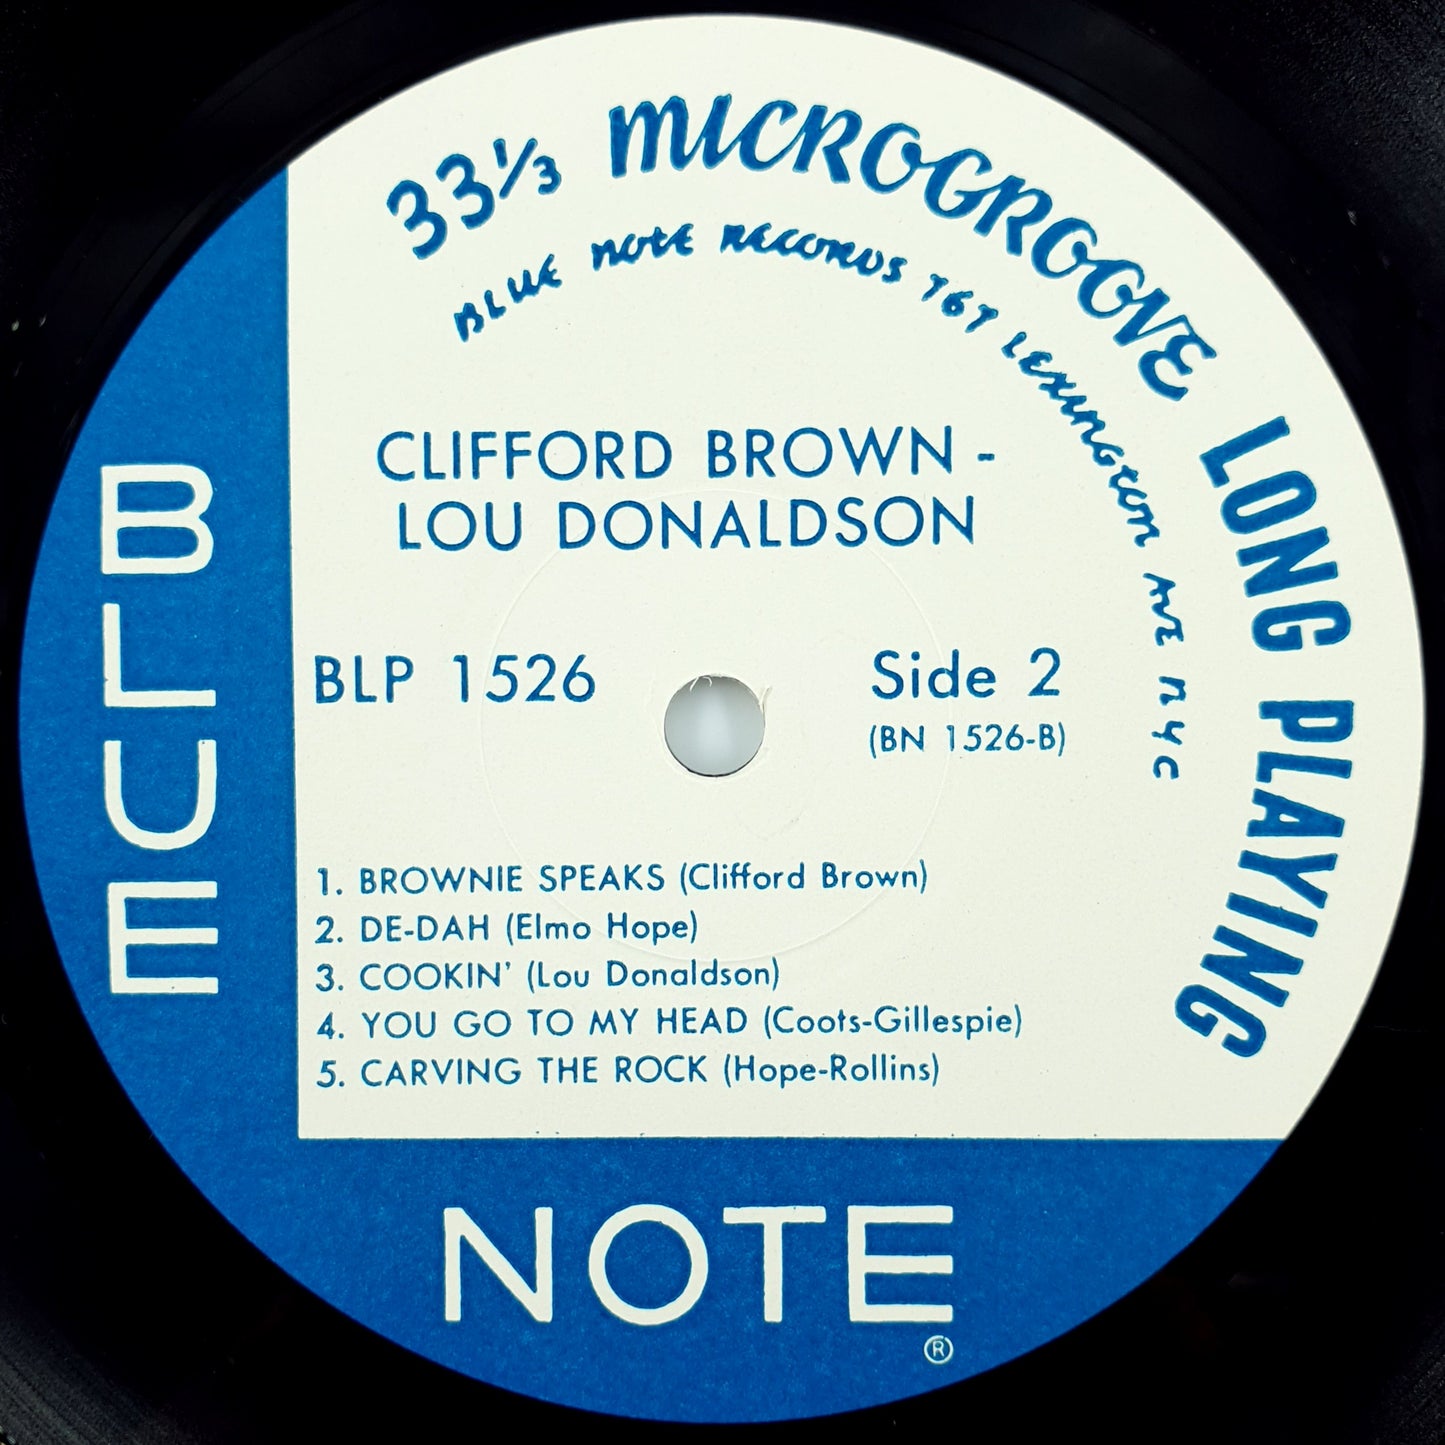 33⅓ MICROGROOVE LONG PLAYING
BLUE NOTE RECORDS 767 LEXINGTON AVE NYC
CLIFFORD BROWN -
LOU DONALDSON
BLP 1526
Side 2
(BN 1526-B)
1. BROWNIE SPEAKS (Clifford Brown)
2. DE-DAH (Elmo Hope)
3. COOKIN' (Lou Donaldson)
4. YOU GO TO MY HEAD (Coots-Gillespie)
5. CARVING THE ROCK (Hope-Rollins)
BLUE
NOTE
®